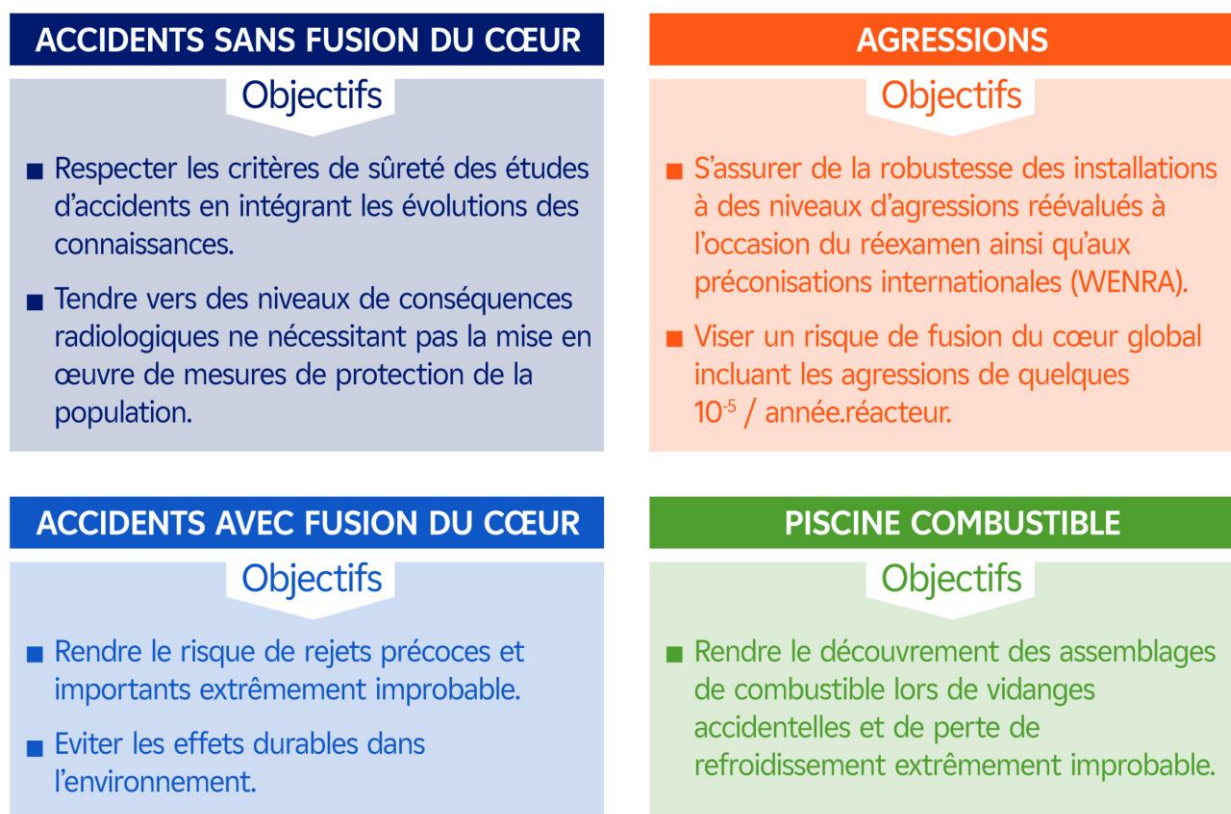 ACCIDENTS SANS FUSION DU CŒUR
Objectifs
■ Respecter les critères de sûreté des études
d’accidents en intégrant les évolutions des
connaissances.
■ Tendre vers des niveaux de conséquences
radiologiques ne nécessitant pas la mise en
œuvre de mesures de protection de la
population.
AGRESSIONS
Objectifs
■ S’assurer de la robustesse des installations
à des niveaux d’agressions réévalués à
l’occasion du réexamen ainsi qu’aux
préconisations internationales (WENRA).
■ Viser un risque de fusion du cœur global
incluant les agressions de quelques
10⁻⁵ / année.réacteur.
ACCIDENTS AVEC FUSION DU CŒUR
Objectifs
■ Rendre le risque de rejets précoces et
importants extrêmement improbable.
■ Eviter les effets durables dans
l’environnement.
PISCINE COMBUSTIBLE
Objectifs
■ Rendre le découvrement des assemblages
de combustible lors de vidanges
accidentelles et de perte de
refroidissement extrêmement improbable.